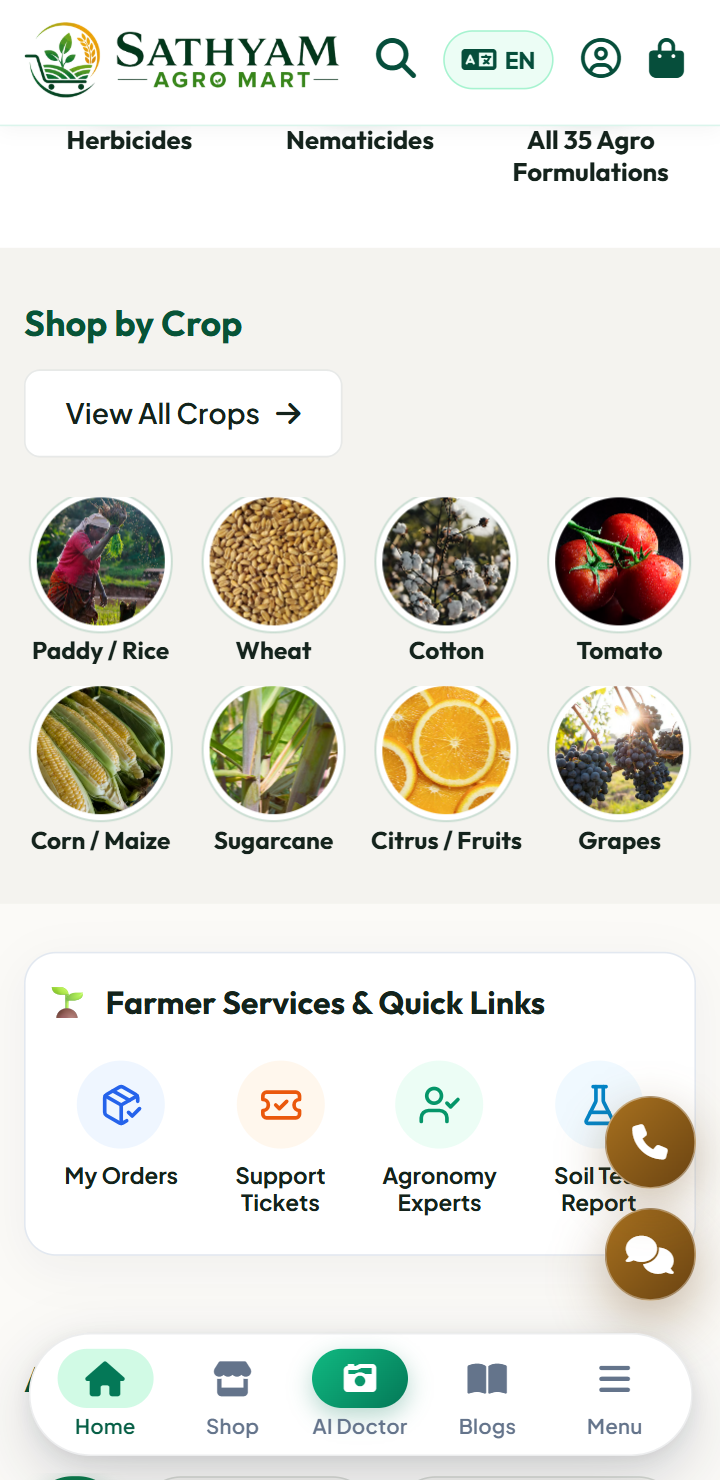 SATHYAM
AGRO MART
EN
Herbicides
Nematicides
All 35 Agro
Formulations
Shop by Crop
View All Crops →
Paddy / Rice
Wheat
Cotton
Tomato
Corn / Maize
Sugarcane
Citrus / Fruits
Grapes
Farmer Services & Quick Links
My Orders
Support
Tickets
Agronomy
Experts
Soil
Report
Home
Shop
AI Doctor
Blogs
Menu